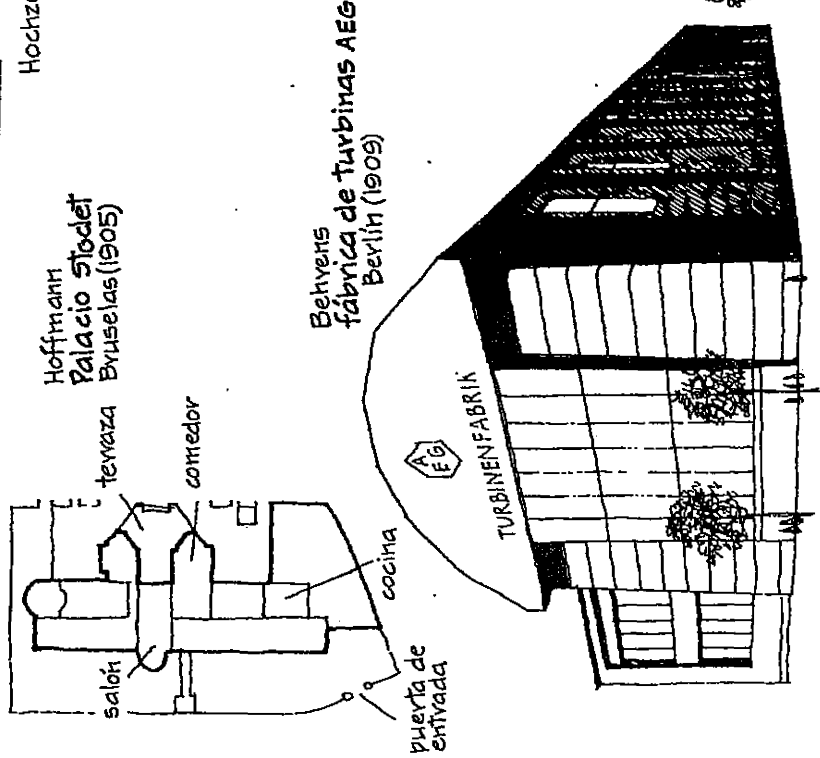 Hochz
Hoffmann
Palacio Stoclet
Bruselas (1905)
terraza
comedor
salón
cocina
puerta de
entrada
Behrens
fábrica de turbinas AEG
Berlín (1909)
A
E G
TURBINENFABRIK